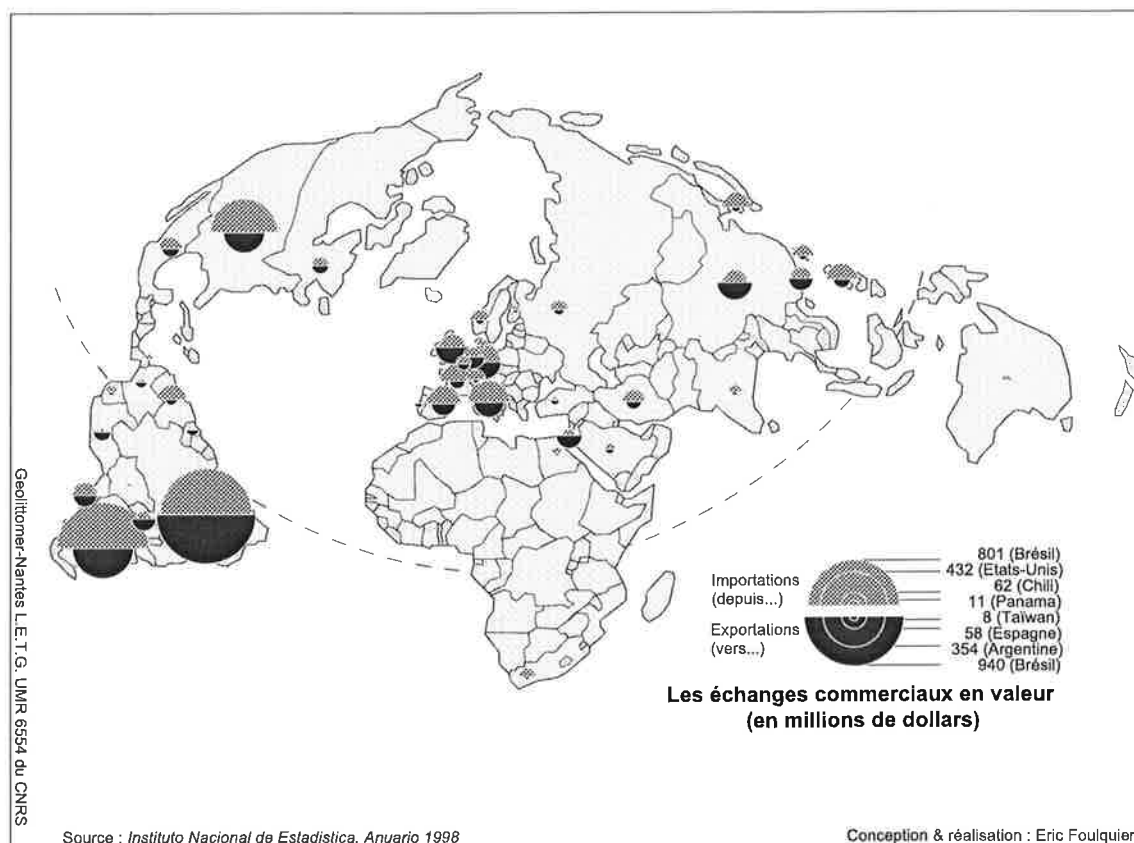 801 (Brésil)
432 (Etats-Unis)
62 (Chili)
11 (Panama)
8 (Taïwan)
58 (Espagne)
354 (Argentine)
940 (Brésil)
Importations
(depuis...)
Exportations
(vers...)
Les échanges commerciaux en valeur
(en millions de dollars)
Geolittomer-Nantes L.E.T.G. UMR 6554 du CNRS
Source : Instituto Nacional de Estadistica, Anuario 1998
Conception & réalisation : Eric Foulquier